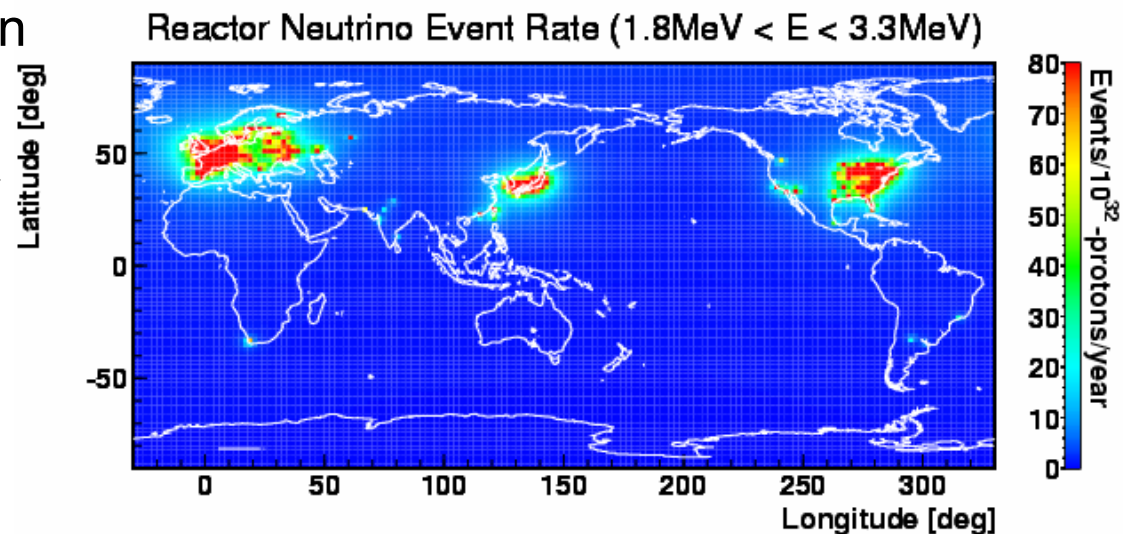 n
Reactor Neutrino Event Rate (1.8MeV < E < 3.3MeV)
Latitude [deg]
50
0
-50
0 50 100 150 200 250 300
Longitude [deg]
80
70
60
50
40
30
20
10
0
Events/10³²-protons/year